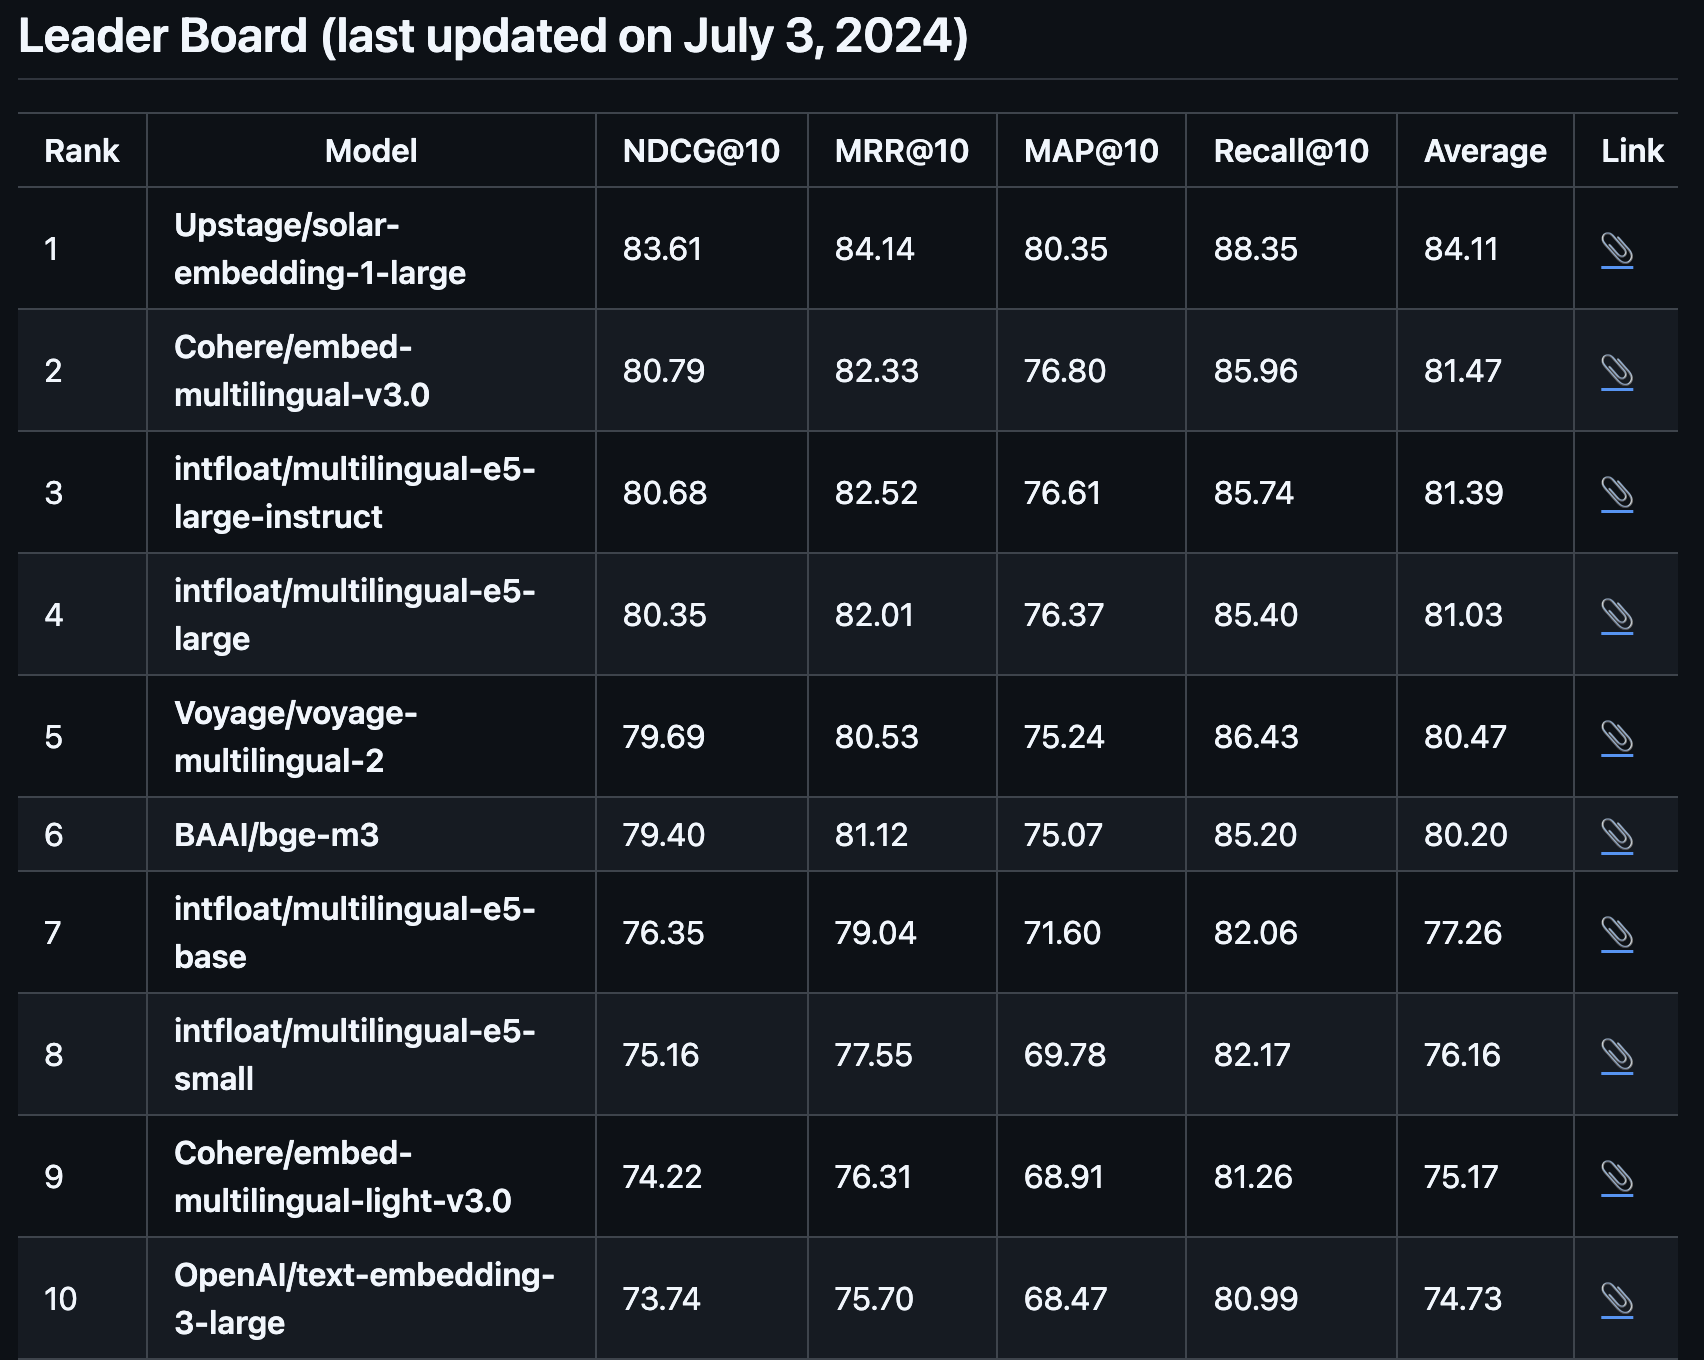 Leader Board (last updated on July 3, 2024)
Rank Model NDCG@10 MRR@10 MAP@10 Recall@10 Average Link
1 Upstage/solar-embedding-1-large 83.61 84.14 80.35 88.35 84.11
2 Cohere/embed-multilingual-v3.0 80.79 82.33 76.80 85.96 81.47
3 intfloat/multilingual-e5-large-instruct 80.68 82.52 76.61 85.74 81.39
4 intfloat/multilingual-e5-large 80.35 82.01 76.37 85.40 81.03
5 Voyage/voyage-multilingual-2 79.69 80.53 75.24 86.43 80.47
6 BAAI/bge-m3 79.40 81.12 75.07 85.20 80.20
7 intfloat/multilingual-e5-base 76.35 79.04 71.60 82.06 77.26
8 intfloat/multilingual-e5-small 75.16 77.55 69.78 82.17 76.16
9 Cohere/embed-multilingual-light-v3.0 74.22 76.31 68.91 81.26 75.17
10 OpenAI/text-embedding-3-large 73.74 75.70 68.47 80.99 74.73